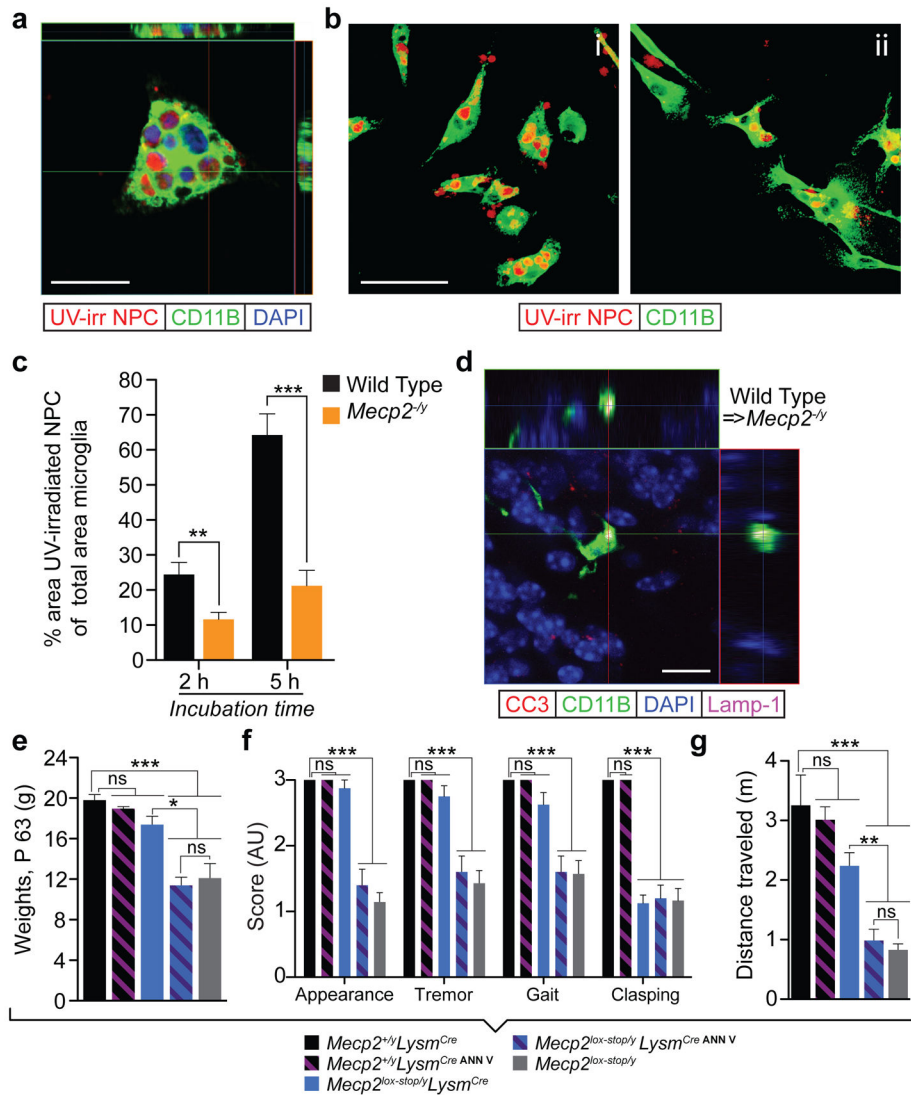 a
UV-irr NPC CD11B DAPI
b
i
ii
UV-irr NPC CD11B
c
% area UV-irradiated NPC
of total area microglia
80
70
60
50
40
30
20
10
0
**
***
Wild Type
Mecp2-/y
2 h
5 h
Incubation time
d
Wild Type
=>Mecp2-/y
CC3 CD11B DAPI Lamp-1
e
Weights, P 63 (g)
24
20
16
12
8
4
0
***
ns
*
ns
f
Score (AU)
3
2
1
0
***
ns
***
ns
***
ns
***
ns
Appearance
Tremor
Gait
Clasping
g
Distance traveled (m)
4
3
2
1
0
***
ns
**
ns
Mecp2+/yLysmCre
Mecp2+/yLysmCre ANN V
Mecp2lox-stop/yLysmCre
Mecp2lox-stop/y LysmCre ANN V
Mecp2lox-stop/y